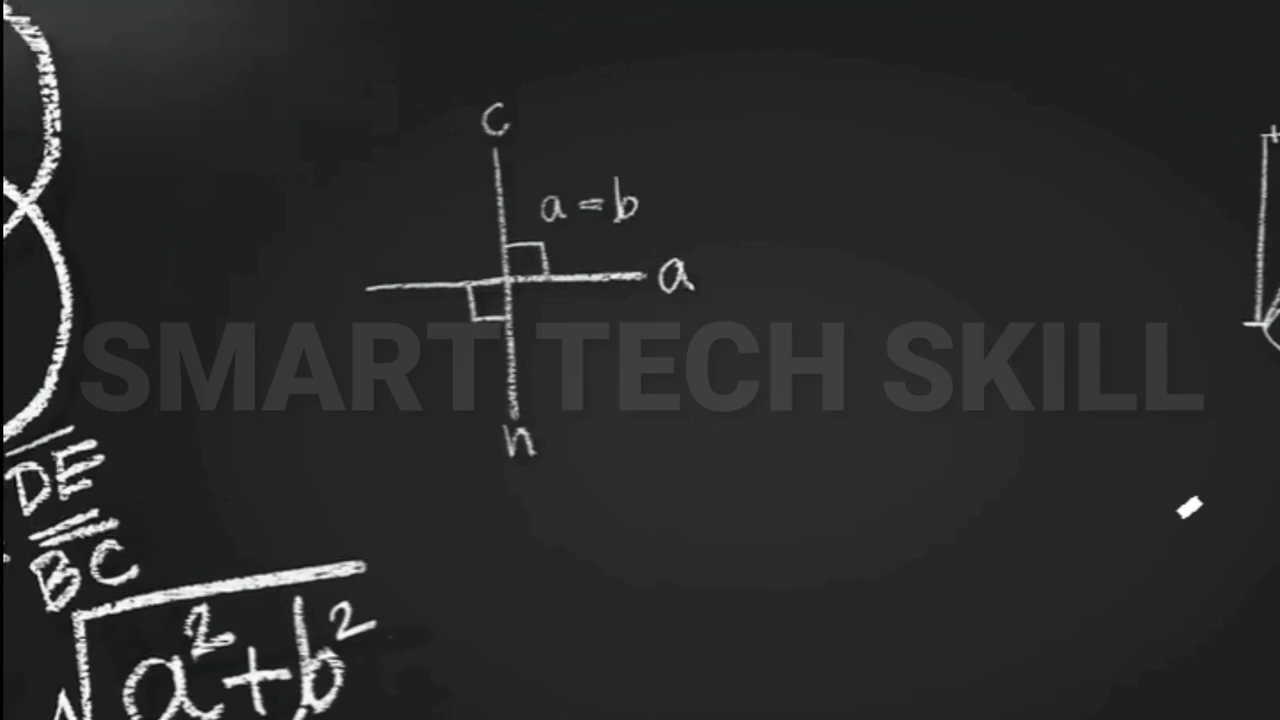 c
a = b
a
SMART TECH SKILL
n
DE
BC
√a²+b²